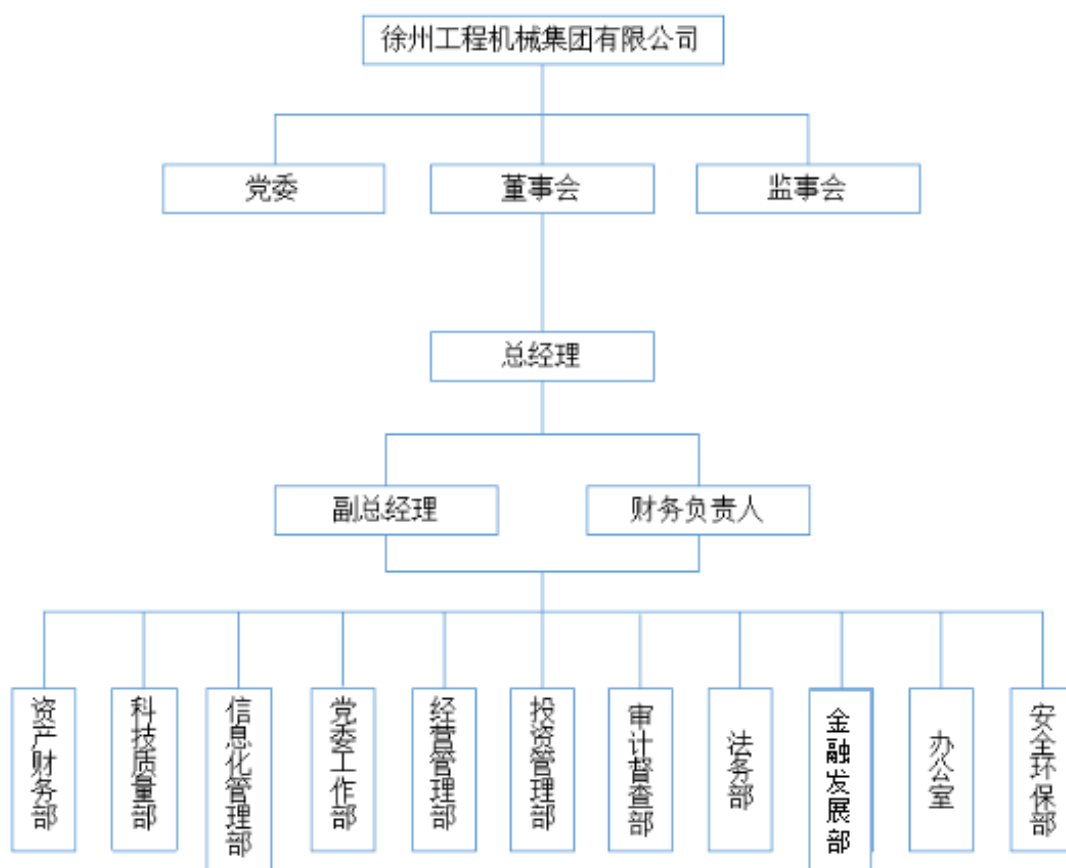 徐州工程机械集团有限公司
党委
董事会
监事会
总经理
副总经理
财务负责人
资产财务部
科技质量部
信息化管理部
党委工作部
经营管理部
投资管理部
审计督查部
法务部
金融发展部
办公室
安全环保部